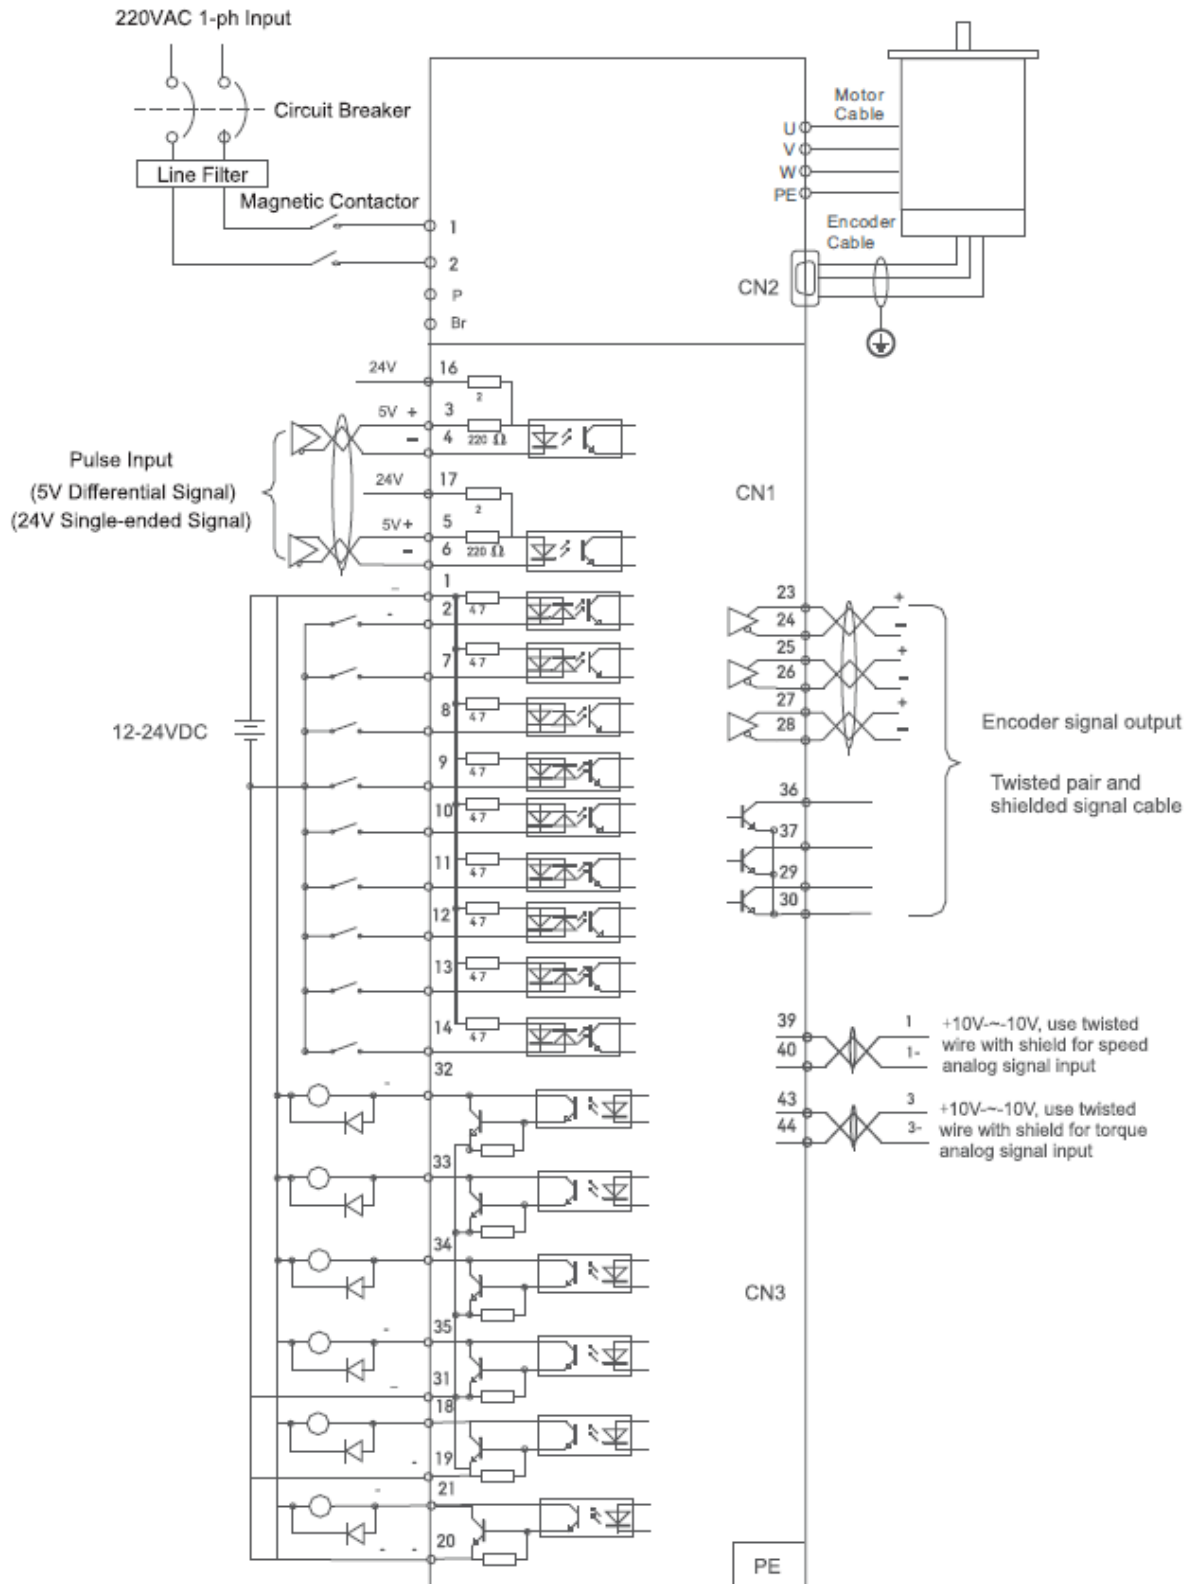 220VAC 1-ph Input
Circuit Breaker
Line Filter
Magnetic Contactor
1
2
P
Br
Motor
Cable
U
V
W
PE
Encoder
Cable
CN2
24V
16
2
5V +
3
-
4
220 Ω
Pulse Input
(5V Differential Signal)
(24V Single-ended Signal)
24V
17
2
5V+
5
-
6
220 Ω
CN1
1
47
2
47
7
47
8
47
9
47
10
47
11
47
12
47
13
47
14
12-24VDC
23
+
24
-
25
+
26
-
27
+
28
-
36
37
29
30
Encoder signal output
Twisted pair and
shielded signal cable
39
1
40
1-
+10V-~-10V, use twisted
wire with shield for speed
analog signal input
43
3
44
3-
+10V-~-10V, use twisted
wire with shield for torque
analog signal input
32
33
34
35
31
18
19
21
20
CN3
PE